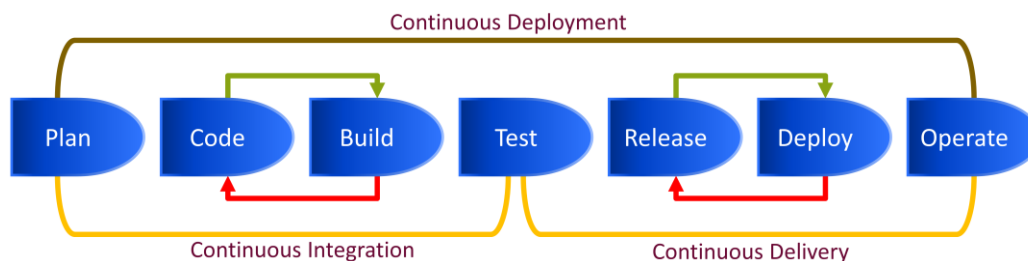 Continuous Deployment
Plan
Code
Build
Test
Release
Deploy
Operate
Continuous Integration
Continuous Delivery